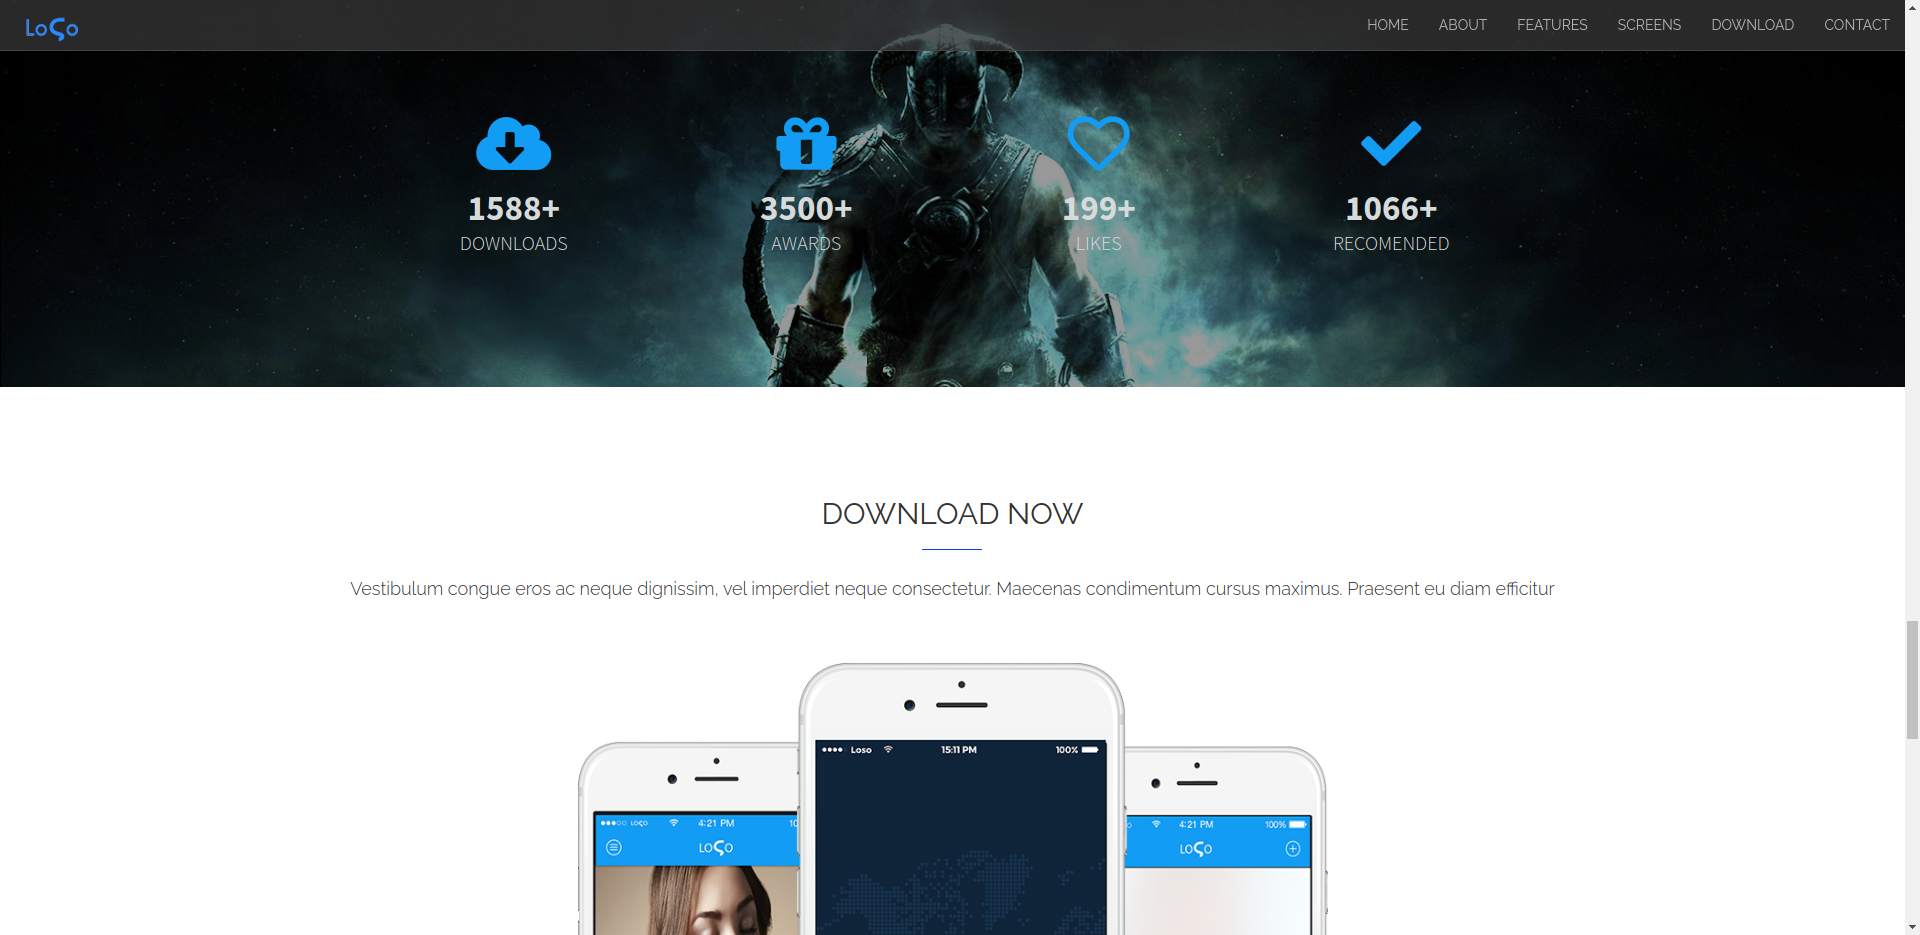 LoSo
HOME ABOUT FEATURES SCREENS DOWNLOAD CONTACT
1588+ 3500+ 199+ 1066+
DOWNLOADS AWARDS LIKES RECOMENDED
DOWNLOAD NOW
Vestibulum congue eros ac neque dignissim, vel imperdiet neque consectetur. Maecenas condimentum cursus maximus. Praesent eu diam efficitur
Loso 15:11 PM 100%
LOSO 4:21 PM 10
LOSO
4:21 PM 100%
LOSO